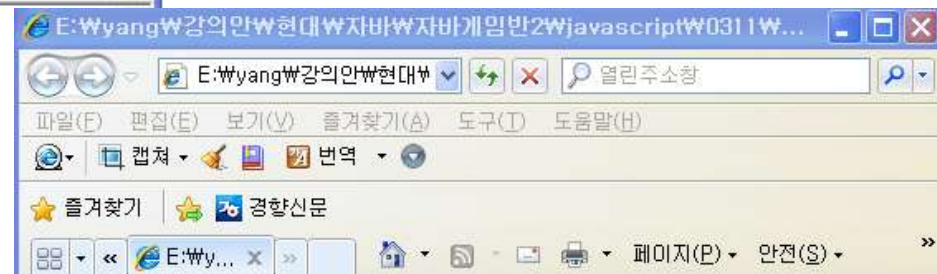 E:₩yang₩강의안₩현대₩자바₩자바게임반2₩javascript₩0311₩...
E:₩yang₩강의안₩현대₩ 열린주소창
파일(F) 편집(E) 보기(V) 즐겨찾기(A) 도구(T) 도움말(H)
캡쳐 번역
즐겨찾기 경향신문
« E:₩y... x » 페이지(P) 안전(S) »